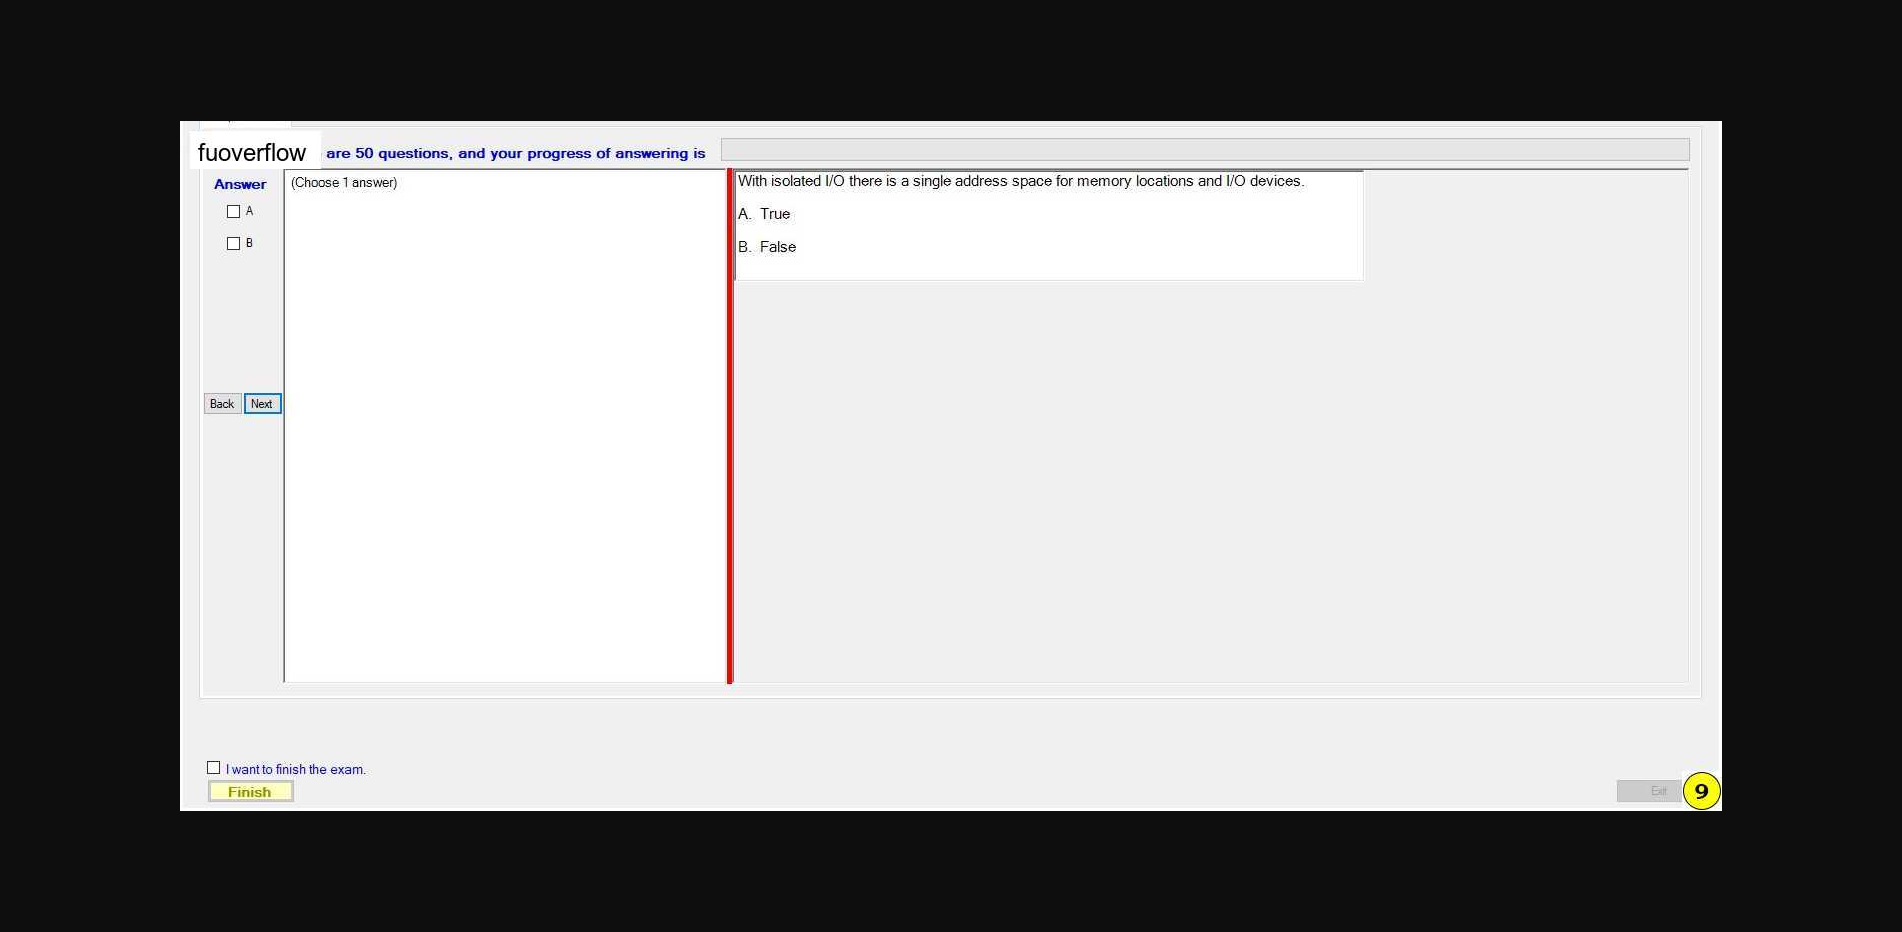 fuoverflow are 50 questions, and your progress of answering is
Answer
A
B
Back Next
(Choose 1 answer)
With isolated I/O there is a single address space for memory locations and I/O devices.
A. True
B. False
I want to finish the exam.
Finish
Exit
9